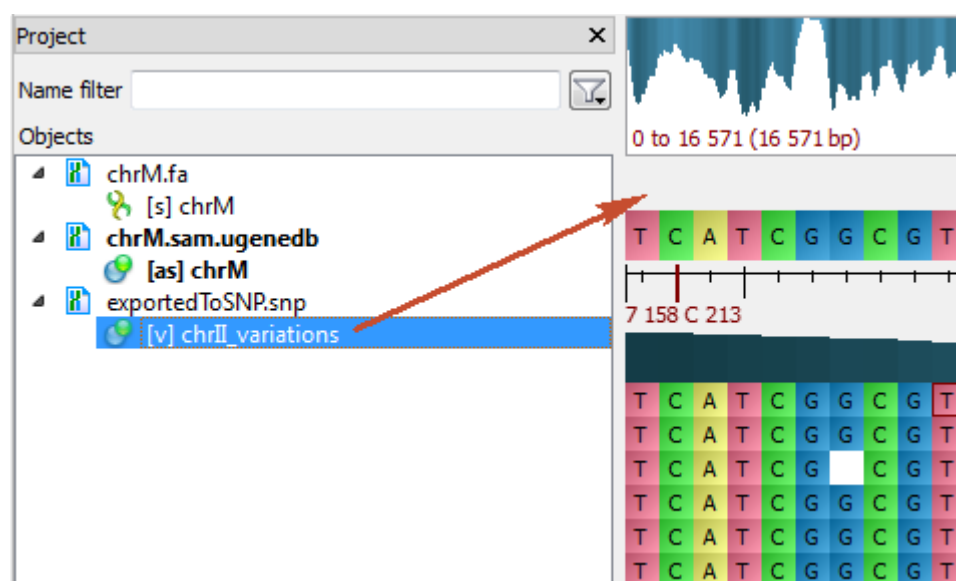 Project
Name filter
Objects
chrM.fa
[s] chrM
chrM.sam.ugenedb
[as] chrM
exportedToSNP.snp
[v] chrII_variations
0 to 16 571 (16 571 bp)
T C A T C G G C G T
7 158 C 213
T C A T C G G C G T
T C A T C G G C G T
T C A T C G C G T
T C A T C G G C G T
T C A T C G G C G T
T C A T C G G C G T